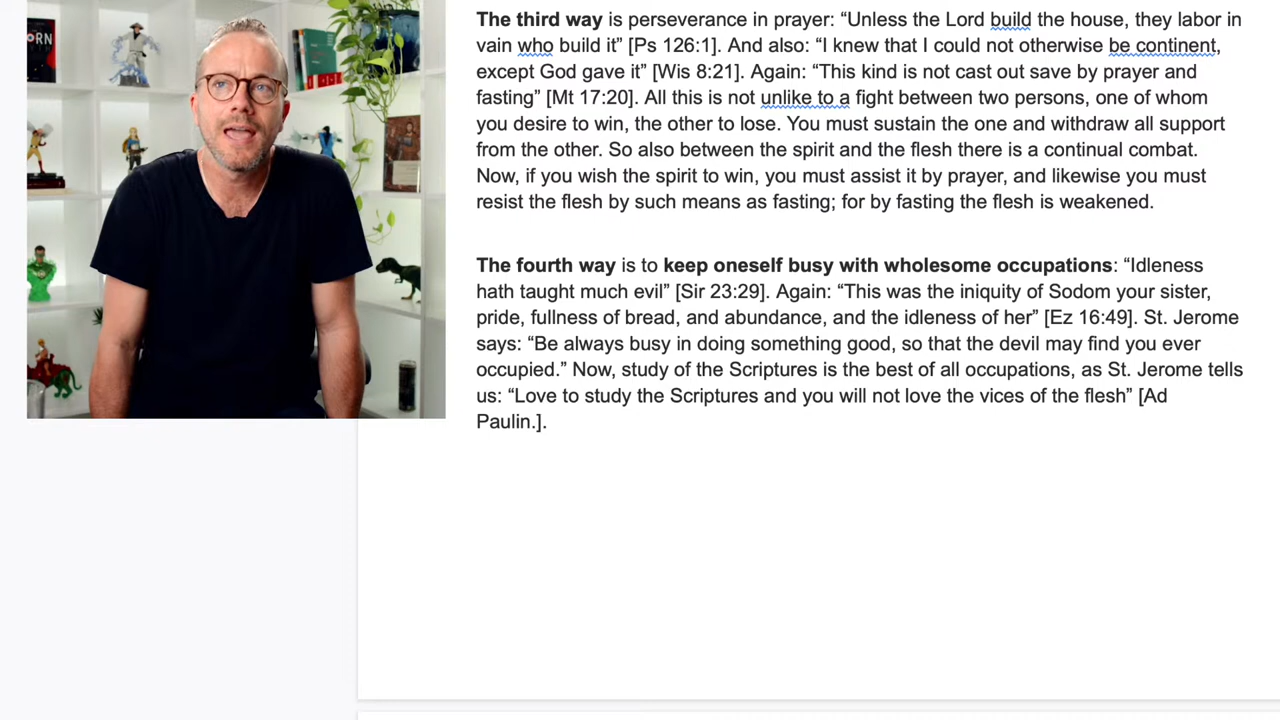 ORN
The third way is perseverance in prayer: “Unless the Lord build the house, they labor in
vain who build it” [Ps 126:1]. And also: “I knew that I could not otherwise be continent,
except God gave it” [Wis 8:21]. Again: “This kind is not cast out save by prayer and
fasting” [Mt 17:20]. All this is not unlike to a fight between two persons, one of whom
you desire to win, the other to lose. You must sustain the one and withdraw all support
from the other. So also between the spirit and the flesh there is a continual combat.
Now, if you wish the spirit to win, you must assist it by prayer, and likewise you must
resist the flesh by such means as fasting; for by fasting the flesh is weakened.
The fourth way is to keep oneself busy with wholesome occupations: “Idleness
hath taught much evil” [Sir 23:29]. Again: “This was the iniquity of Sodom your sister,
pride, fullness of bread, and abundance, and the idleness of her” [Ez 16:49]. St. Jerome
says: “Be always busy in doing something good, so that the devil may find you ever
occupied.” Now, study of the Scriptures is the best of all occupations, as St. Jerome tells
us: “Love to study the Scriptures and you will not love the vices of the flesh” [Ad
Paulin.].